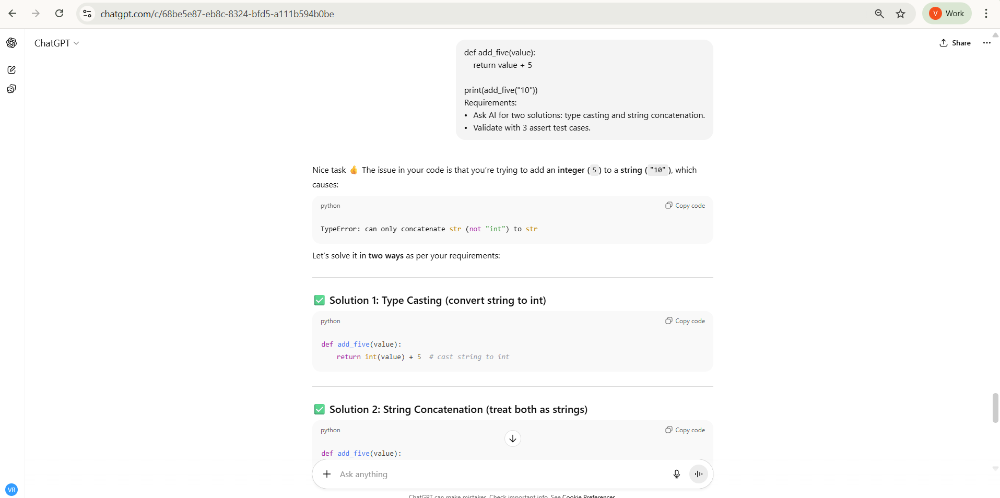 chatgpt.com/c/68be5e87-eb8c-8324-bfd5-a111b594b0be
V Work
ChatGPT
Share
def add_five(value):
return value + 5
print(add_five("10"))
Requirements:
• Ask AI for two solutions: type casting and string concatenation.
• Validate with 3 assert test cases.
Nice task 👍 The issue in your code is that you’re trying to add an integer (5) to a string ("10"), which
causes:
python Copy code
TypeError: can only concatenate str (not "int") to str
Let’s solve it in two ways as per your requirements:
✅ Solution 1: Type Casting (convert string to int)
python Copy code
def add_five(value):
return int(value) + 5 # cast string to int
✅ Solution 2: String Concatenation (treat both as strings)
python Copy code
def add_five(value):
Ask anything
VR
ChatGPT can make mistakes. Check important info. See Cookie Preferences.